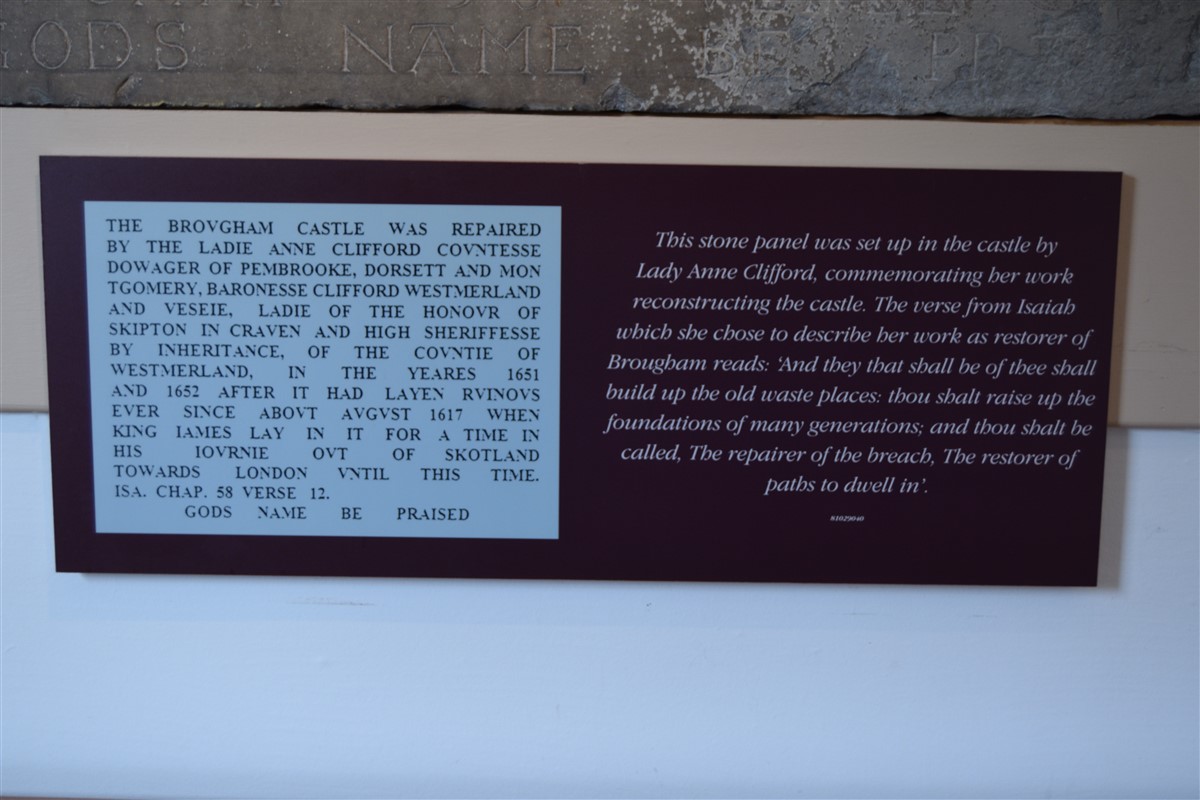 GODS NAME BE
THE BROVGHAM CASTLE WAS REPAIRED
BY THE LADIE ANNE CLIFFORD COVNTESSE
DOWAGER OF PEMBROOKE, DORSETT AND MON
TGOMERY, BARONESSE CLIFFORD WESTMERLAND
AND VESEIE, LADIE OF THE HONOVR OF
SKIPTON IN CRAVEN AND HIGH SHERIFFESSE
BY INHERITANCE, OF THE COVNTIE OF
WESTMERLAND, IN THE YEARES 1651
AND 1652 AFTER IT HAD LAYEN RVINOVS
EVER SINCE ABOVT AVGVST 1617 WHEN
KING IAMES LAY IN IT FOR A TIME IN
HIS IOVRNIE OVT OF SKOTLAND
TOWARDS LONDON VNTIL THIS TIME.
ISA. CHAP. 58 VERSE 12.
GODS NAME BE PRAISED
This stone panel was set up in the castle by
Lady Anne Clifford, commemorating her work
reconstructing the castle. The verse from Isaiah
which she chose to describe her work as restorer of
Brougham reads: ‘And they that shall be of thee shall
build up the old waste places: thou shalt raise up the
foundations of many generations; and thou shalt be
called, The repairer of the breach, The restorer of
paths to dwell in’.
81029040